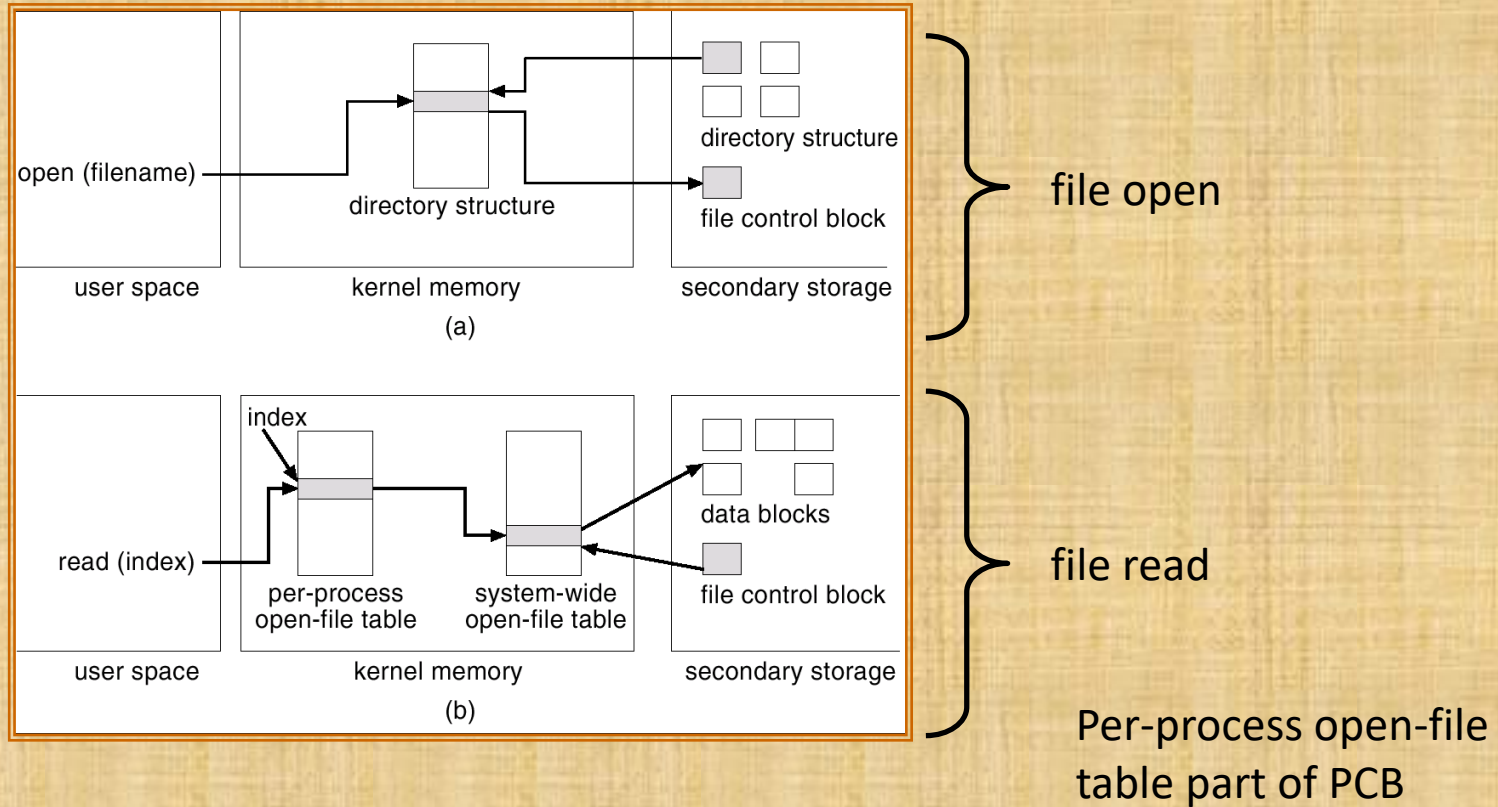 open (filename)
directory structure
directory structure
file control block
user space
kernel memory
secondary storage
(a)
file open
index
read (index)
per-process
open-file table
system-wide
open-file table
data blocks
file control block
user space
kernel memory
secondary storage
(b)
file read
Per-process open-file
table part of PCB